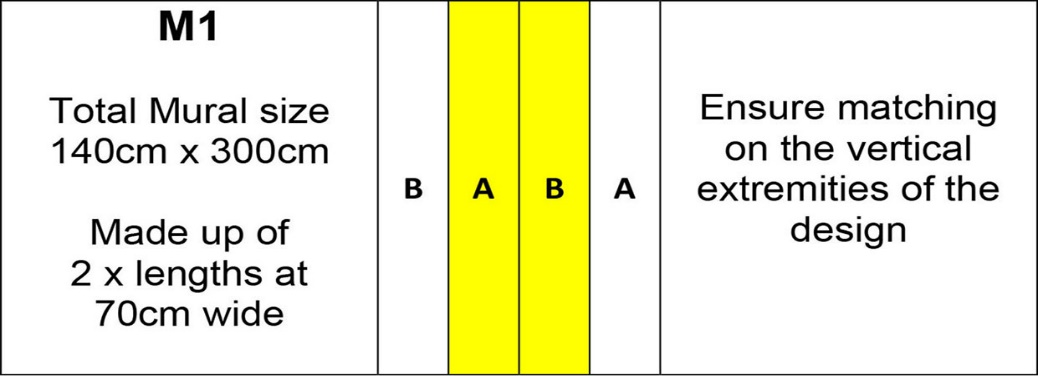 M1
Total Mural size
140cm x 300cm
Made up of
2 x lengths at
70cm wide
B A B A
Ensure matching
on the vertical
extremities of the
design